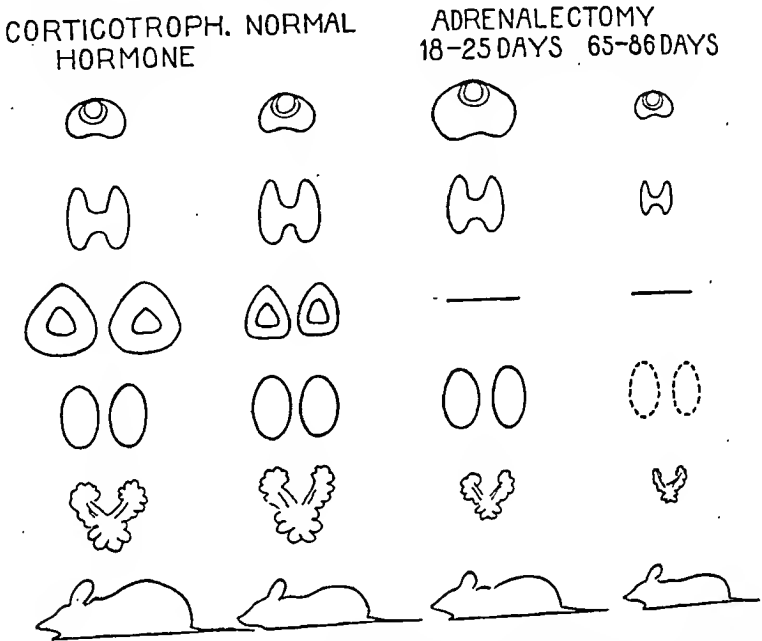 CORTICOTROPH. HORMONE
NORMAL
ADRENALECTOMY
18-25 DAYS
65-86 DAYS